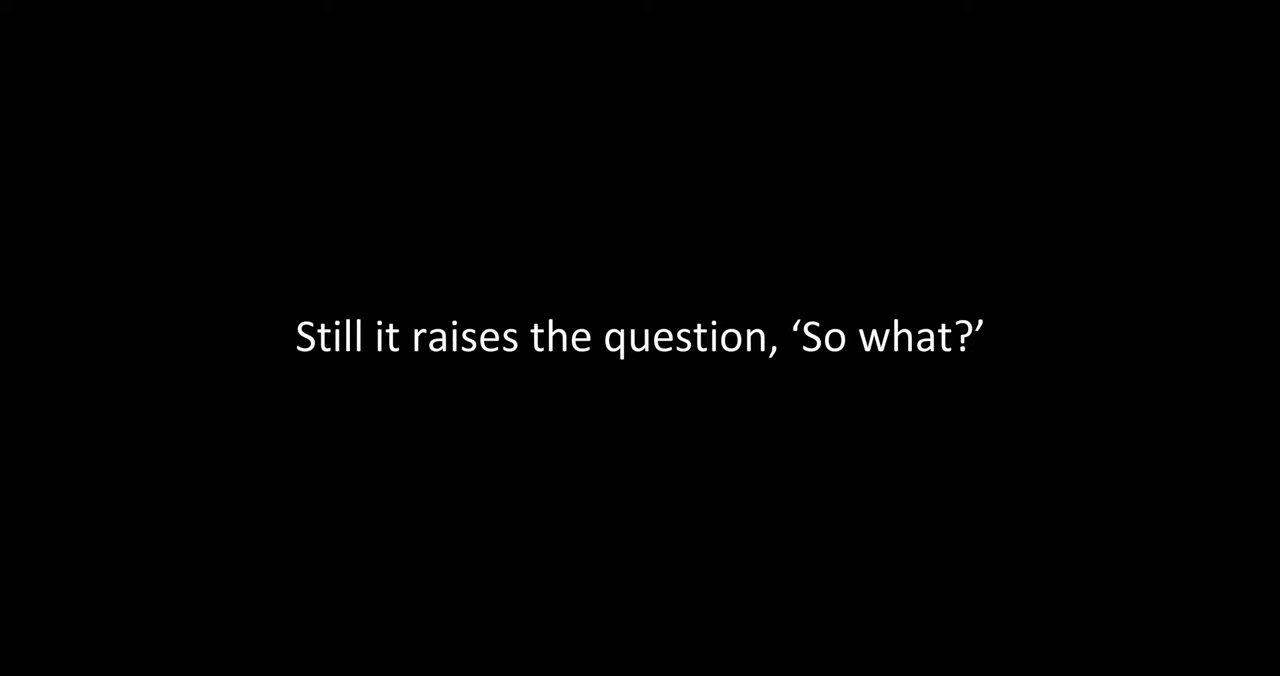 Still it raises the question, ‘So what?’